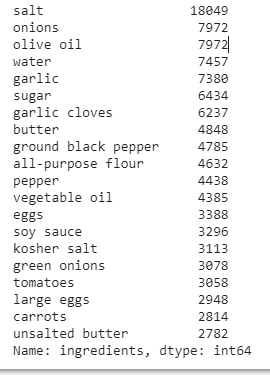 salt 18049
onions 7972
olive oil 7972
water 7457
garlic 7380
sugar 6434
garlic cloves 6237
butter 4848
ground black pepper 4785
all-purpose flour 4632
pepper 4438
vegetable oil 4385
eggs 3388
soy sauce 3296
kosher salt 3113
green onions 3078
tomatoes 3058
large eggs 2948
carrots 2814
unsalted butter 2782
Name: ingredients, dtype: int64